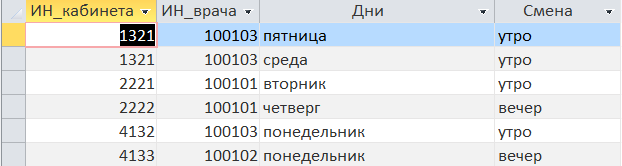 ИН_кабинета ИН_врача Дни Смена
1321 100103 пятница утро
1321 100103 среда утро
2221 100101 вторник утро
2222 100101 четверг вечер
4132 100103 понедельник утро
4133 100102 понедельник вечер